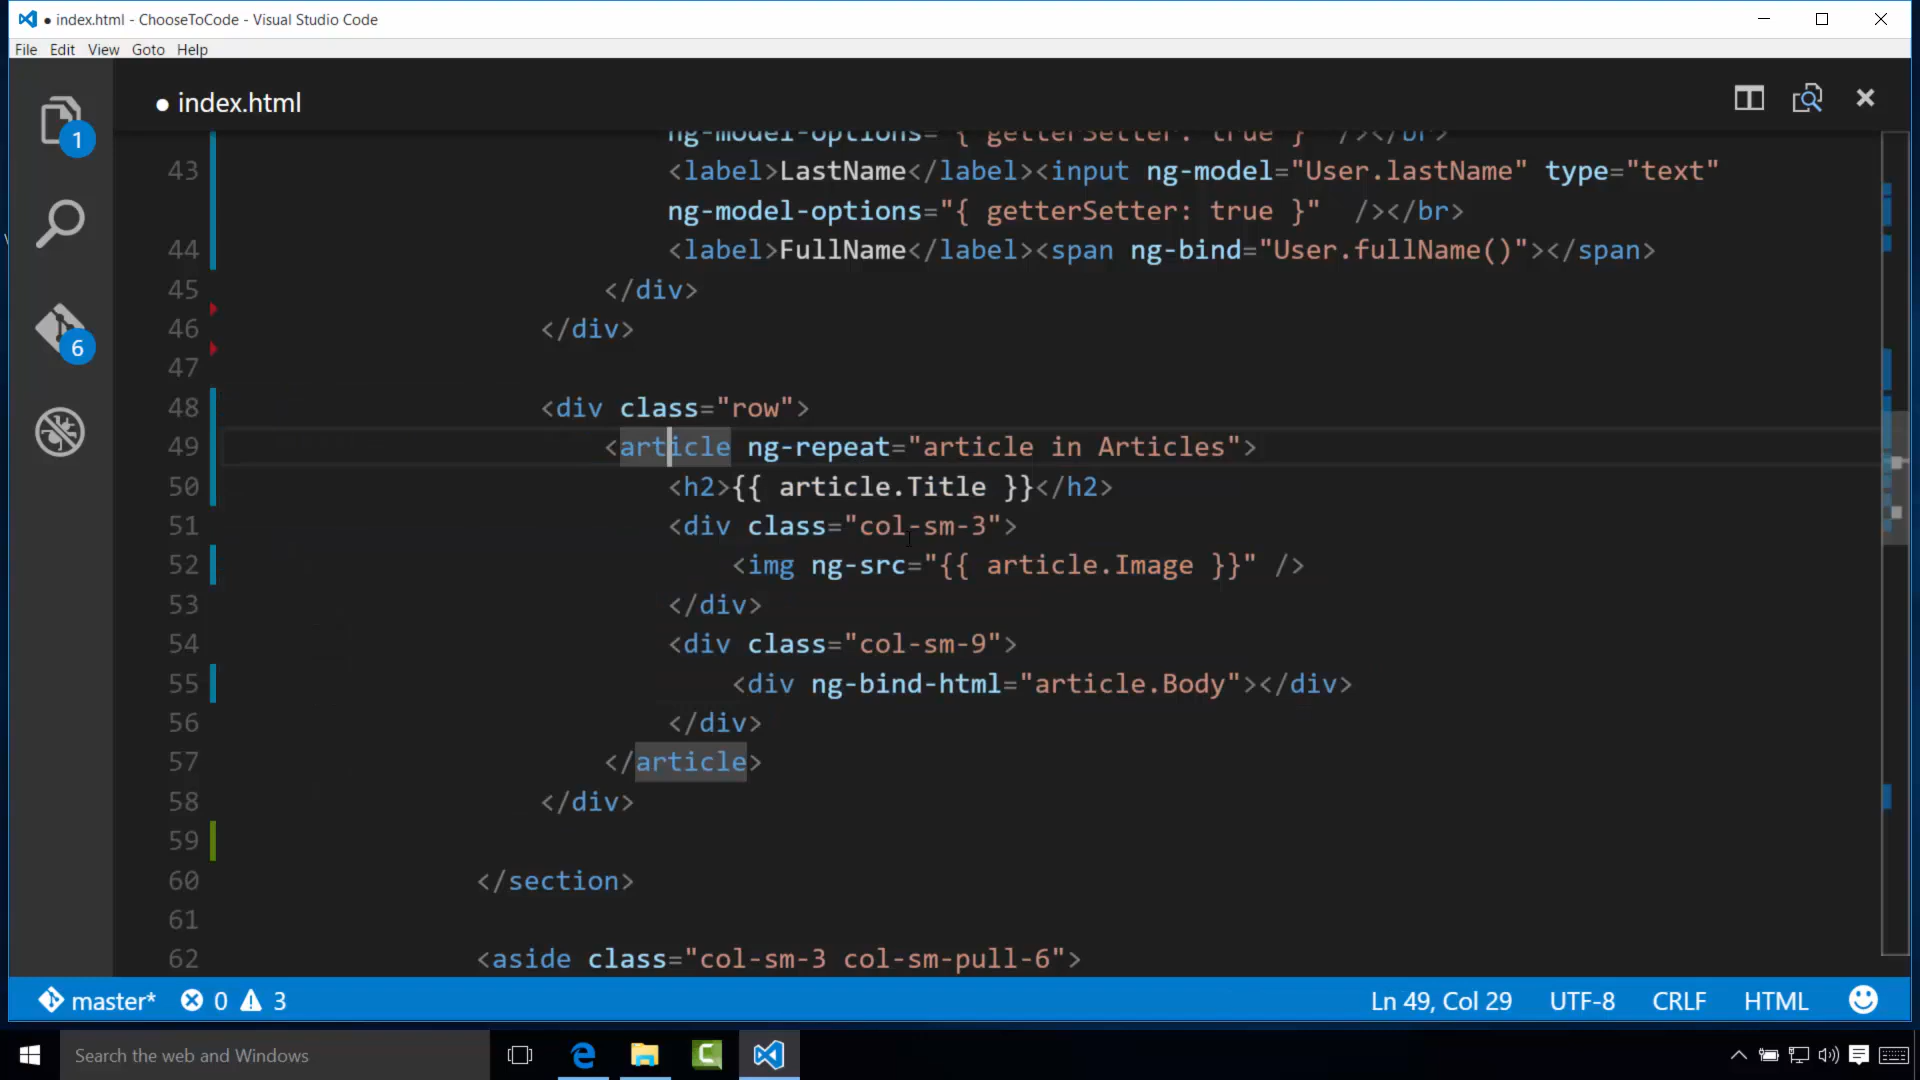 ● index.html - ChooseToCode - Visual Studio Code
File Edit View Goto Help
● index.html
1
6
ng-model-options="{ getterSetter: true }" /></br>
43 <label>LastName</label><input ng-model="User.lastName" type="text"
ng-model-options="{ getterSetter: true }" /></br>
44 <label>FullName</label><span ng-bind="User.fullName()"></span>
45 </div>
46 </div>
47
48 <div class="row">
49 <article ng-repeat="article in Articles">
50 <h2>{{ article.Title }}</h2>
51 <div class="col-sm-3">
52 <img ng-src="{{ article.Image }}" />
53 </div>
54 <div class="col-sm-9">
55 <div ng-bind-html="article.Body"></div>
56 </div>
57 </article>
58 </div>
59
60 </section>
61
62 <aside class="col-sm-3 col-sm-pull-6">
master* 0 3 Ln 49, Col 29 UTF-8 CRLF HTML
Search the web and Windows